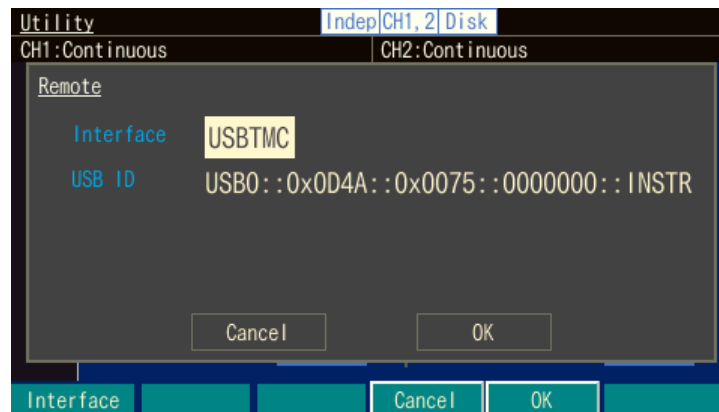 Utility Indep CH1,2 Disk
CH1:Continuous CH2:Continuous
Remote
Interface USBTMC
USB ID USB0::0x0D4A::0x0075::0000000::INSTR
Cancel OK
Interface Cancel OK